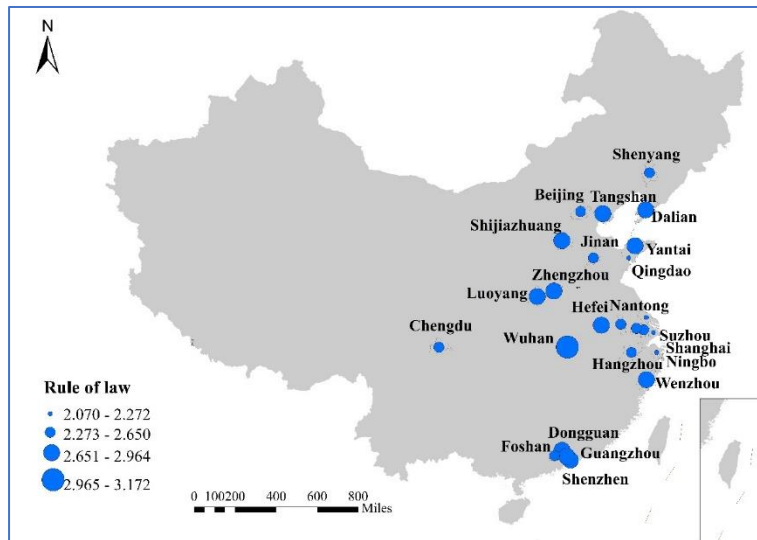 N
Shenyang
Beijing
Tangshan
Dalian
Shijiazhuang
Jinan
Yantai
Qingdao
Zhengzhou
Luoyang
Hefei
Nantong
Chengdu
Wuhan
Suzhou
Shanghai
Hangzhou
Ningbo
Wenzhou
Rule of law
2.070 - 2.272
2.273 - 2.650
2.651 - 2.964
2.965 - 3.172
Dongguan
Foshan
Guangzhou
Shenzhen
0 100200 400 600 800
Miles